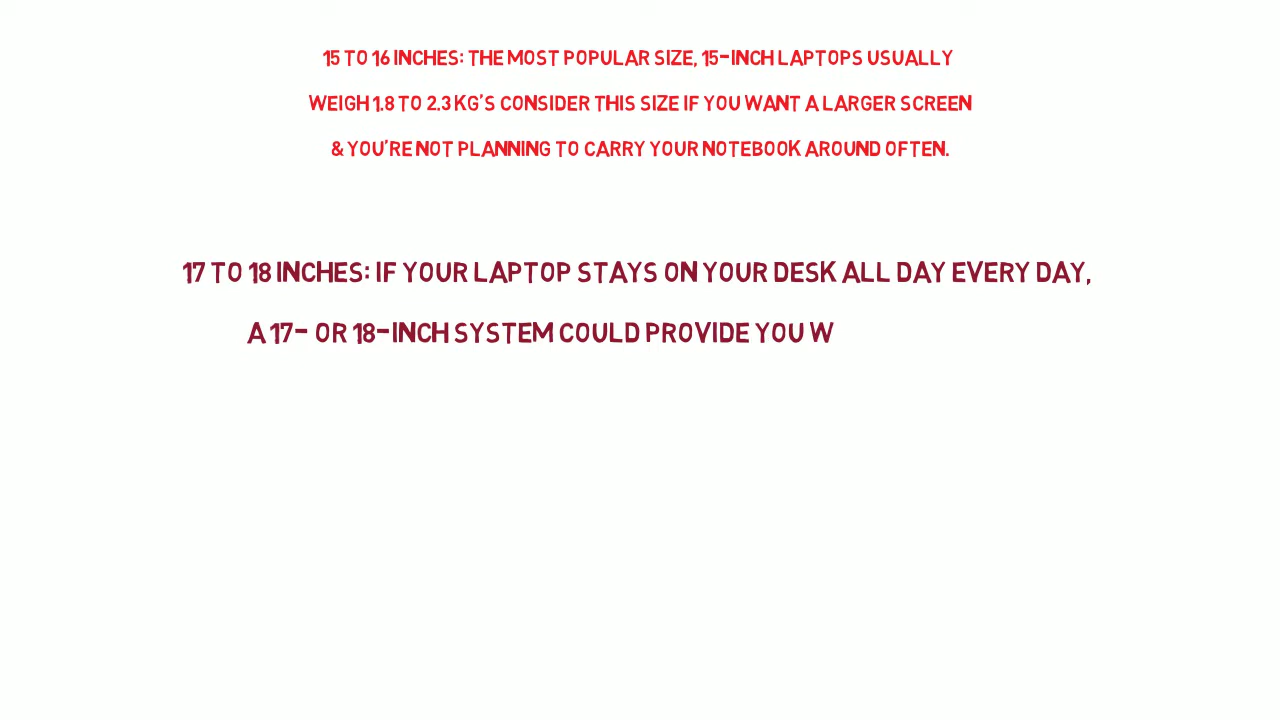 15 TO 16 INCHES: THE MOST POPULAR SIZE, 15-INCH LAPTOPS USUALLY
WEIGH 1.8 TO 2.3 KG'S CONSIDER THIS SIZE IF YOU WANT A LARGER SCREEN
& YOU'RE NOT PLANNING TO CARRY YOUR NOTEBOOK AROUND OFTEN.
17 TO 18 INCHES: IF YOUR LAPTOP STAYS ON YOUR DESK ALL DAY EVERY DAY,
A 17- OR 18-INCH SYSTEM COULD PROVIDE YOU W